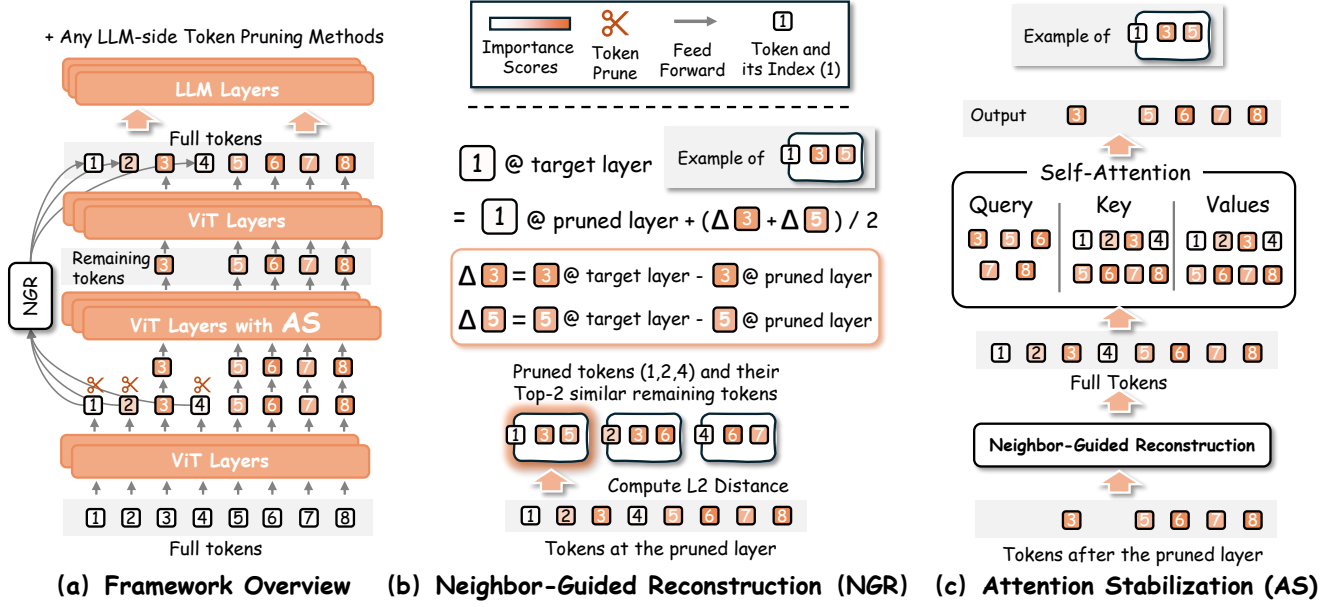 + Any LLM-side Token Pruning Methods
LLM Layers
Full tokens
1 2 3 4 5 6 7 8
ViT Layers
Remaining tokens
3 5 6 7 8
NGR
ViT Layers with AS
3 5 6 7 8
1 2 3 4 5 6 7 8
ViT Layers
1 2 3 4 5 6 7 8
Full tokens
(a) Framework Overview
Importance Scores
Token Prune
Feed Forward
1
Token and its Index (1)
1 @ target layer
Example of 1 3 5
= 1 @ pruned layer + (Δ 3 + Δ 5) / 2
Δ 3 = 3 @ target layer - 3 @ pruned layer
Δ 5 = 5 @ target layer - 5 @ pruned layer
Pruned tokens (1,2,4) and their
Top-2 similar remaining tokens
1 3 5 2 3 6 4 6 7
Compute L2 Distance
1 2 3 4 5 6 7 8
Tokens at the pruned layer
(b) Neighbor-Guided Reconstruction (NGR)
Example of 1 3 5
Output 3 5 6 7 8
Self-Attention
Query Key Values
3 5 6 1 2 3 4 1 2 3 4
7 8 5 6 7 8 5 6 7 8
1 2 3 4 5 6 7 8
Full Tokens
Neighbor-Guided Reconstruction
3 5 6 7 8
Tokens after the pruned layer
(c) Attention Stabilization (AS)